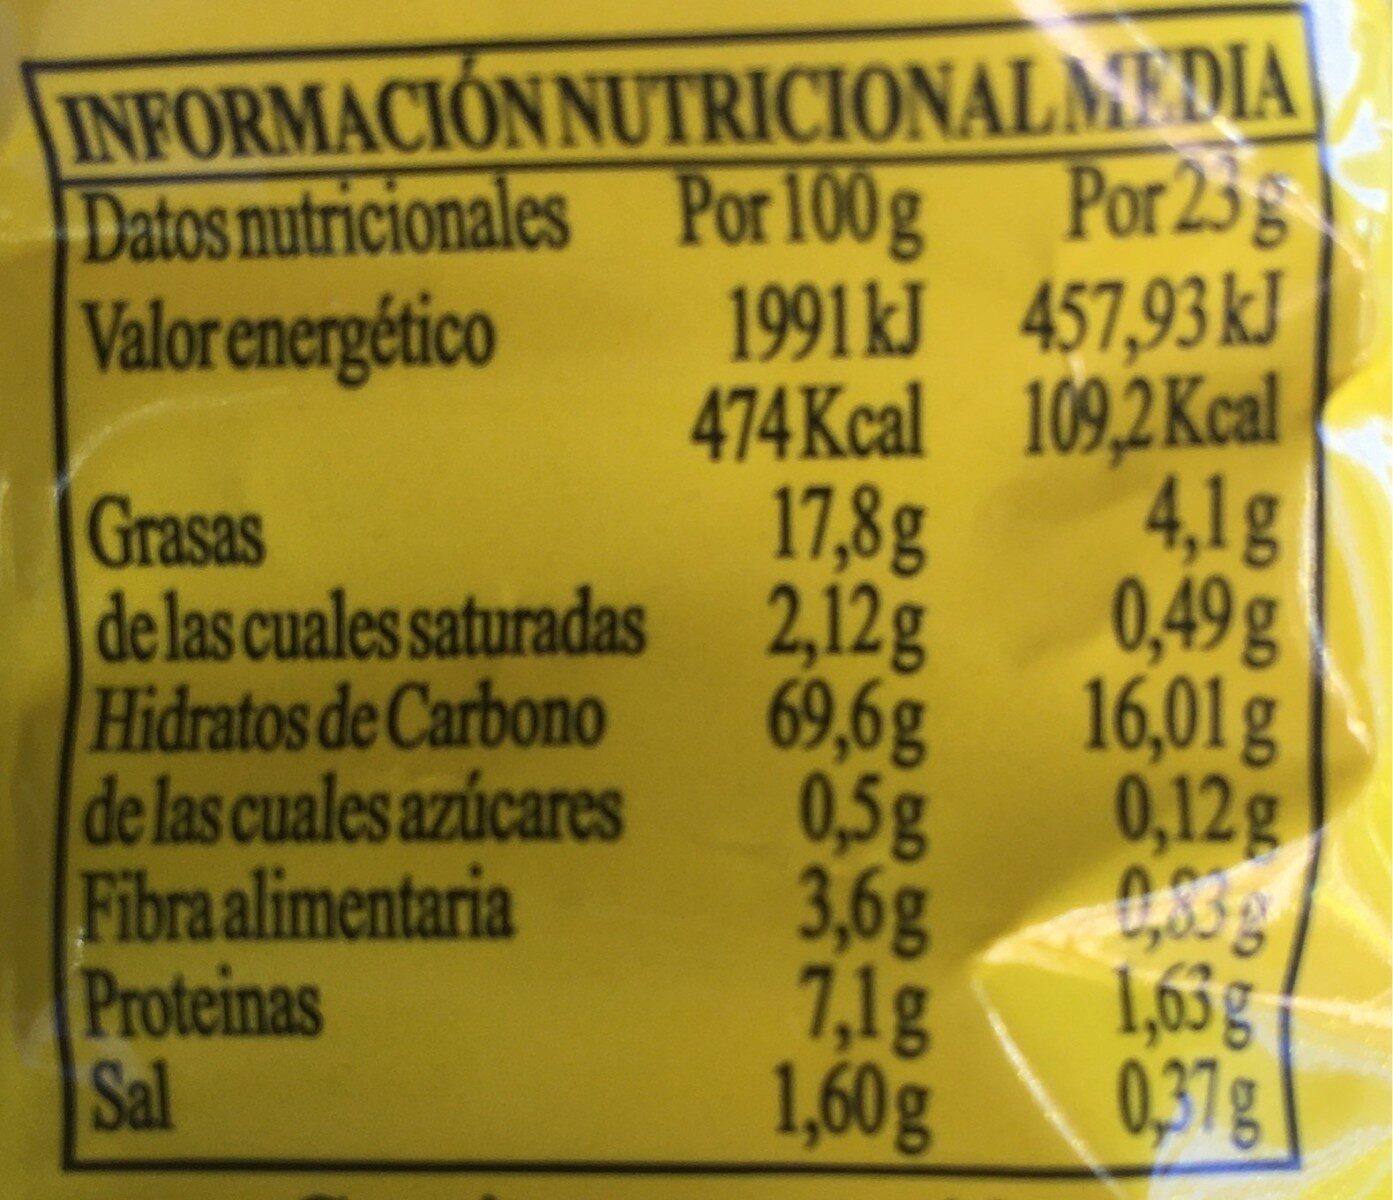 INFORMACIÓN NUTRICIONAL MEDIA
Datos nutricionales Por 100 g Por 23 g
Valor energético 1991 kJ 457,93 kJ
474 Kcal 109,2 Kcal
Grasas 17,8 g 4,1 g
de las cuales saturadas 2,12 g 0,49 g
Hidratos de Carbono 69,6 g 16,01 g
de las cuales azúcares 0,5 g 0,12 g
Fibra alimentaria 3,6 g 0,83 g
Proteinas 7,1 g 1,63 g
Sal 1,60 g 0,37 g